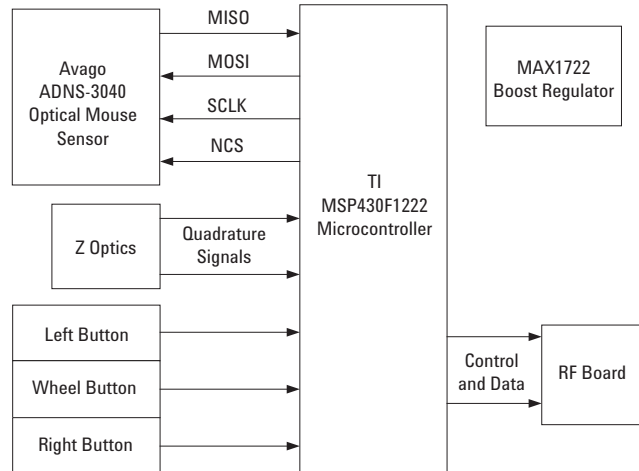 Avago
ADNS-3040
Optical Mouse
Sensor
MISO
MOSI
SCLK
NCS
TI
MSP430F1222
Microcontroller
MAX1722
Boost Regulator
Z Optics
Quadrature
Signals
Left Button
Wheel Button
Right Button
Control
and Data
RF Board